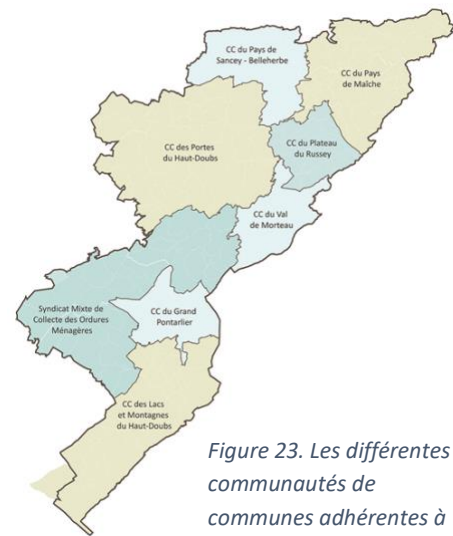 CC du Pays de
Sancey - Belleherbe
CC du Pays
de Maîche
CC des Portes
du Haut-Doubs
CC du Plateau
du Russey
CC du Val
de Morteau
Syndicat Mixte de
Collecte des Ordures
Ménagères
CC du Grand
Pontarlier
CC des Lacs
et Montagnes
du Haut-Doubs
Figure 23. Les différentes
communautés de
communes adhérentes à